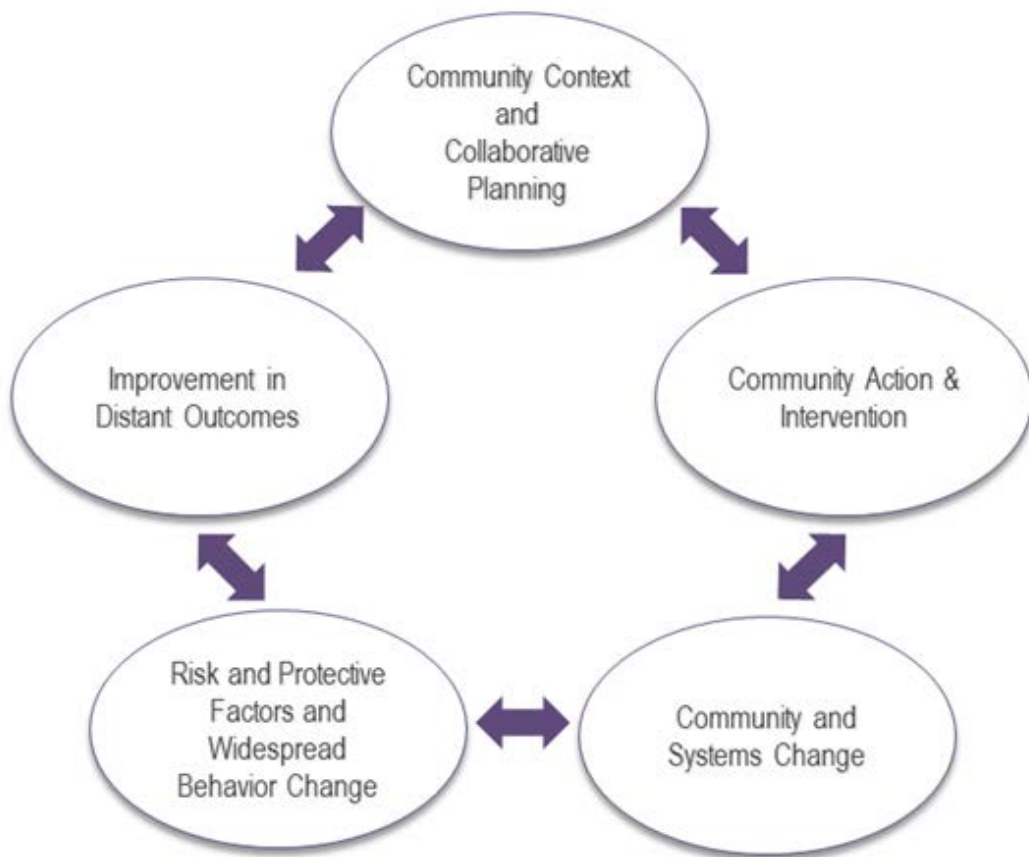 Community Context
and
Collaborative
Planning
Improvement in
Distant Outcomes
Community Action &
Intervention
Risk and Protective
Factors and
Widespread
Behavior Change
Community and
Systems Change